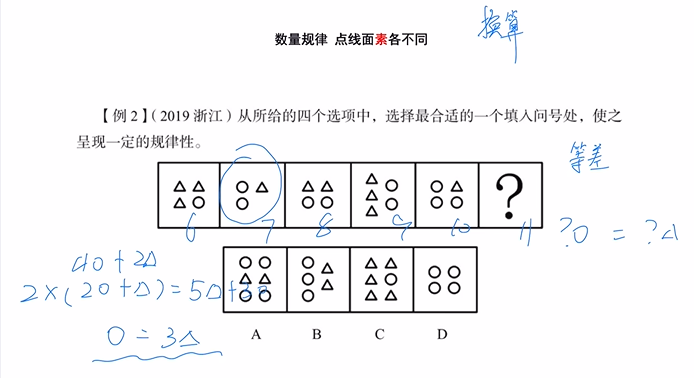 数量规律 点线面素各不同
换算
【例 2】（2019 浙江）从所给的四个选项中，选择最合适的一个填入问号处，使之
呈现一定的规律性。
等差
?
6 7 8 9 10 11
?O = ?△
4O+2△
2×(2O+△)=5△+3O
O=3△
A B C D